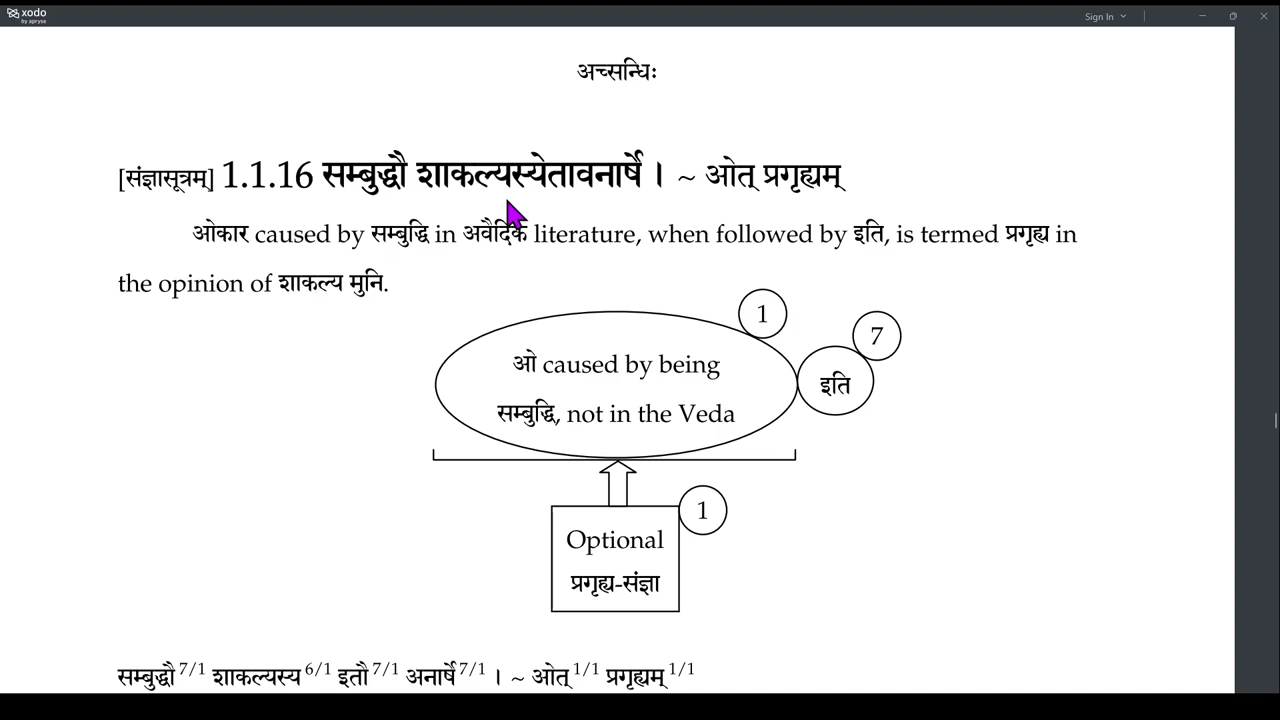 xodo
by apryse
Sign In
अच्सन्धिः
[संज्ञासूत्रम्] 1.1.16 सम्बुद्धौ शाकल्यस्येतावनार्षे । ~ ओत् प्रगृह्यम्
ओकार caused by सम्बुद्धि in अवैदिक literature, when followed by इति, is termed प्रगृह्य in
the opinion of शाकल्य मुनि.
1
7
ओ caused by being
इति
सम्बुद्धि, not in the Veda
1
Optional
प्रगृह्य-संज्ञा
सम्बुद्धौ 7/1 शाकल्यस्य 6/1 इतौ 7/1 अनार्षे 7/1 । ~ ओत् 1/1 प्रगृह्यम् 1/1